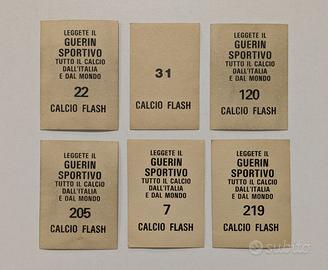 LEGGETE IL
GUERIN
SPORTIVO
TUTTO IL CALCIO
DALL'ITALIA
E DAL MONDO
22
CALCIO FLASH
31
CALCIO FLASH
LEGGETE IL
GUERIN
SPORTIVO
TUTTO IL CALCIO
DALL'ITALIA
E DAL MONDO
120
CALCIO FLASH
LEGGETE IL
GUERIN
SPORTIVO
TUTTO IL CALCIO
DALL'ITALIA
E DAL MONDO
205
CALCIO FLASH
LEGGETE IL
GUERIN
SPORTIVO
TUTTO IL CALCIO
DALL'ITALIA
E DAL MONDO
7
CALCIO FLASH
LEGGETE IL
GUERIN
SPORTIVO
TUTTO IL CALCIO
DALL'ITALIA
E DAL MONDO
219
CALCIO FLASH
subito